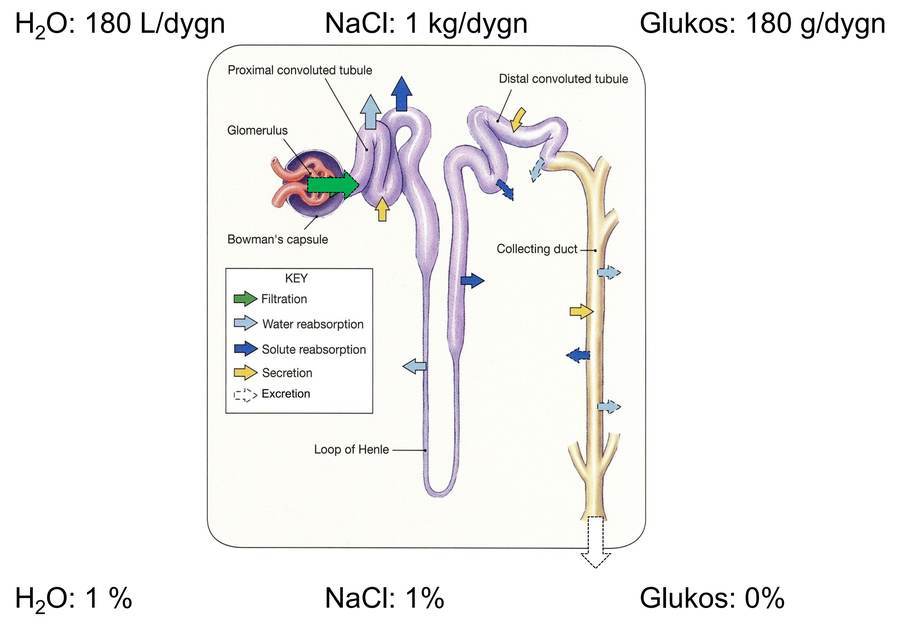 H₂O: 180 L/dygn NaCl: 1 kg/dygn Glukos: 180 g/dygn
Proximal convoluted tubule
Distal convoluted tubule
Glomerulus
Bowman's capsule
Collecting duct
KEY
Filtration
Water reabsorption
Solute reabsorption
Secretion
Excretion
Loop of Henle
H₂O: 1 % NaCl: 1% Glukos: 0%